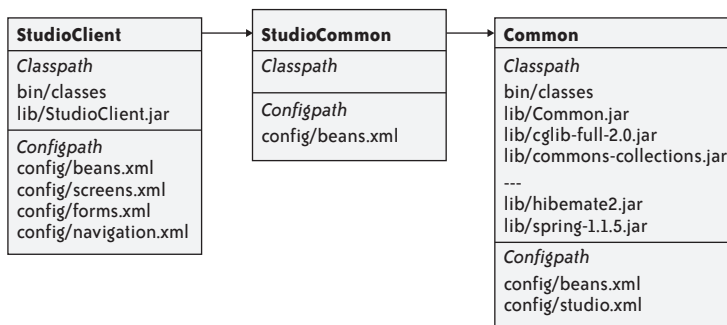 StudioClient
Classpath
bin/classes
lib/StudioClient.jar
Configpath
config/beans.xml
config/screens.xml
config/forms.xml
config/navigation.xml
StudioCommon
Classpath
Configpath
config/beans.xml
Common
Classpath
bin/classes
lib/Common.jar
lib/cglib-full-2.0.jar
lib/commons-collections.jar
---
lib/hibemate2.jar
lib/spring-1.1.5.jar
Configpath
config/beans.xml
config/studio.xml